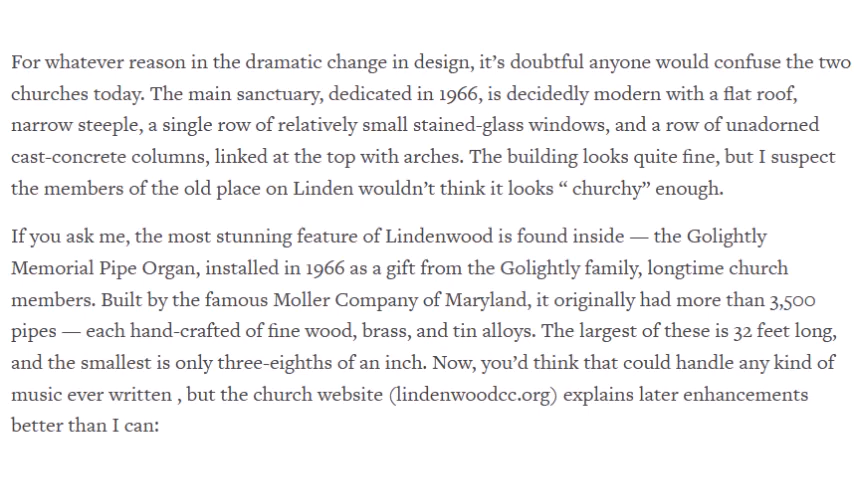 For whatever reason in the dramatic change in design, it’s doubtful anyone would confuse the two
churches today. The main sanctuary, dedicated in 1966, is decidedly modern with a flat roof,
narrow steeple, a single row of relatively small stained-glass windows, and a row of unadorned
cast-concrete columns, linked at the top with arches. The building looks quite fine, but I suspect
the members of the old place on Linden wouldn’t think it looks “ churchy” enough.
If you ask me, the most stunning feature of Lindenwood is found inside — the Golightly
Memorial Pipe Organ, installed in 1966 as a gift from the Golightly family, longtime church
members. Built by the famous Moller Company of Maryland, it originally had more than 3,500
pipes — each hand-crafted of fine wood, brass, and tin alloys. The largest of these is 32 feet long,
and the smallest is only three-eighths of an inch. Now, you’d think that could handle any kind of
music ever written , but the church website (lindenwoodcc.org) explains later enhancements
better than I can: